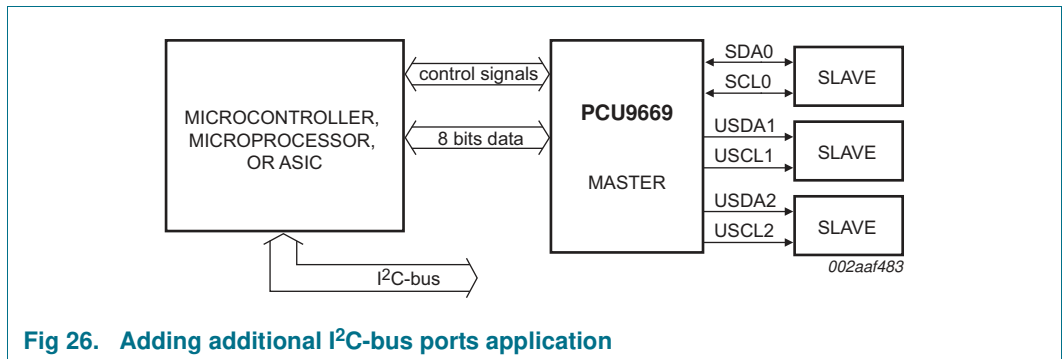 MICROCONTROLLER,
MICROPROCESSOR,
OR ASIC
control signals
8 bits data
PCU9669
MASTER
SDA0
SCL0
SLAVE
USDA1
USCL1
SLAVE
USDA2
USCL2
SLAVE
002aaf483
I2C-bus
Fig 26. Adding additional I2C-bus ports application